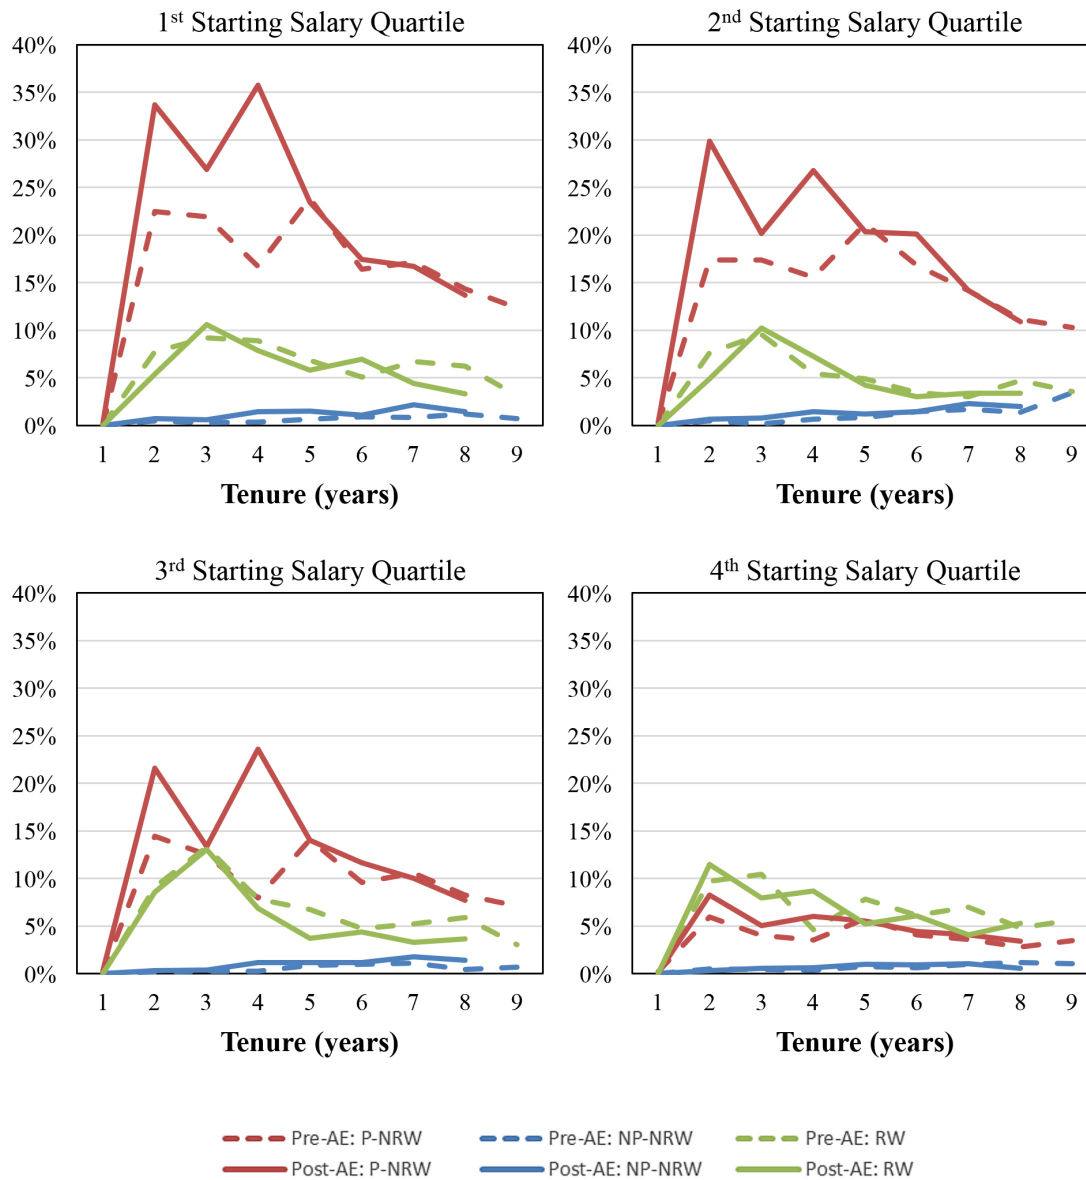 1st Starting Salary Quartile
40%
35%
30%
25%
20%
15%
10%
5%
0%
1 2 3 4 5 6 7 8 9
Tenure (years)
2nd Starting Salary Quartile
40%
35%
30%
25%
20%
15%
10%
5%
0%
1 2 3 4 5 6 7 8 9
Tenure (years)
3rd Starting Salary Quartile
40%
35%
30%
25%
20%
15%
10%
5%
0%
1 2 3 4 5 6 7 8 9
Tenure (years)
4th Starting Salary Quartile
40%
35%
30%
25%
20%
15%
10%
5%
0%
1 2 3 4 5 6 7 8 9
Tenure (years)
Pre-AE: P-NRW Pre-AE: NP-NRW Pre-AE: RW
Post-AE: P-NRW Post-AE: NP-NRW Post-AE: RW